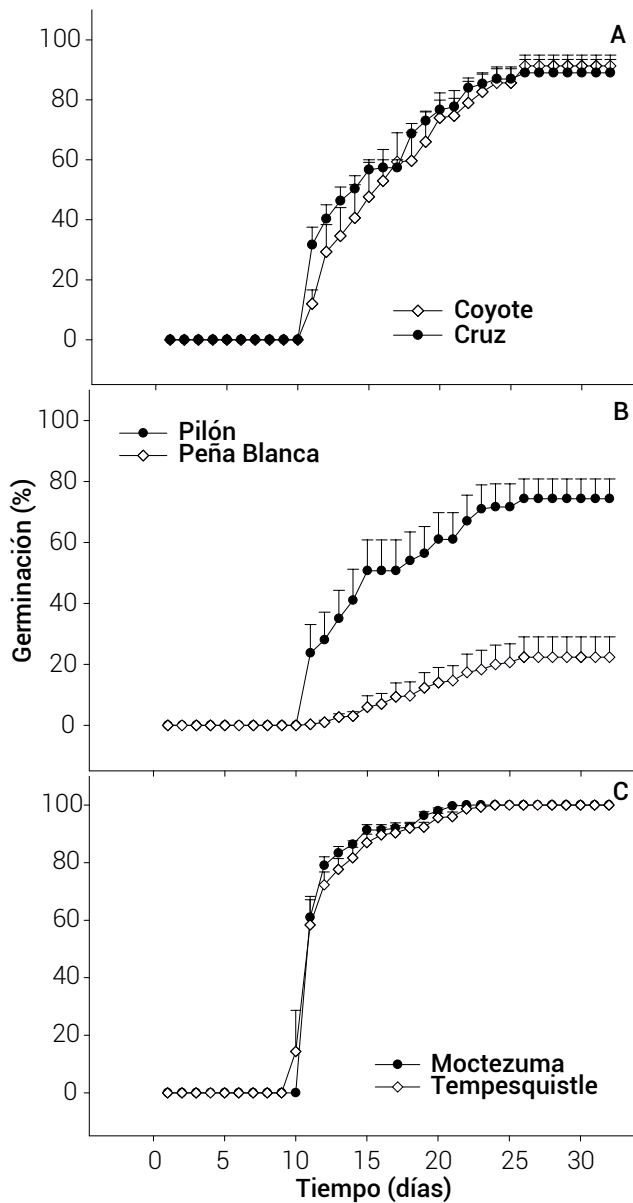 A
100
80
60
40
20
0
Coyote
Cruz
B
100
80
60
40
20
0
Pilón
Peña Blanca
Germinación (%)
C
100
80
60
40
20
0
Moctezuma
Tempesquistle
0 5 10 15 20 25 30
Tiempo (días)